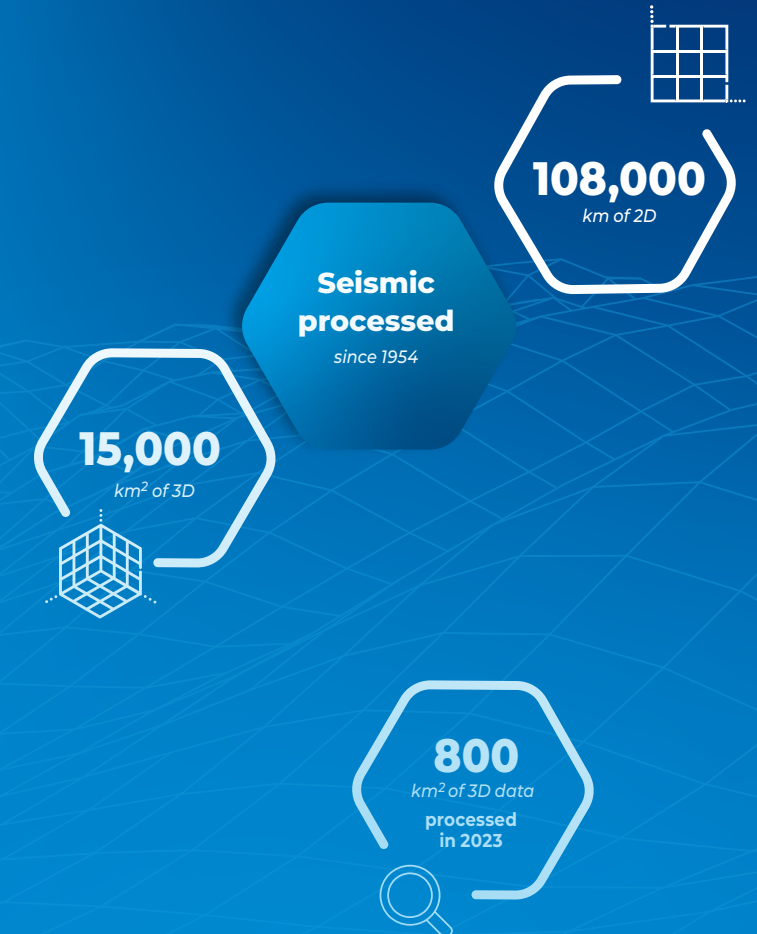 108,000
km of 2D
Seismic
processed
since 1954
15,000
km² of 3D
800
km² of 3D data
processed
in 2023